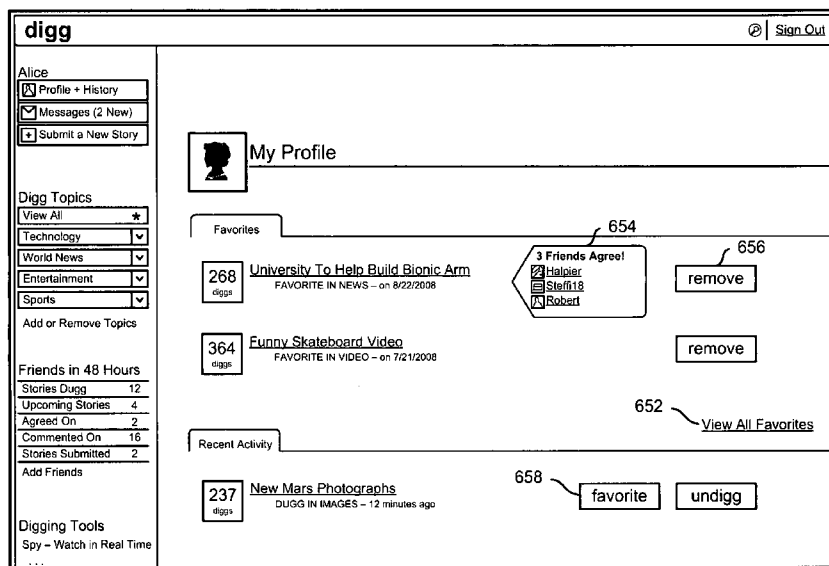 digg
Sign Out
Alice
Profile + History
Messages (2 New)
Submit a New Story
Digg Topics
View All *
Technology
World News
Entertainment
Sports
Add or Remove Topics
Friends in 48 Hours
Stories Dugg 12
Upcoming Stories 4
Agreed On 2
Commented On 16
Stories Submitted 2
Add Friends
Digging Tools
Spy – Watch in Real Time
My Profile
Favorites
268
diggs
University To Help Build Bionic Arm
FAVORITE IN NEWS – on 8/22/2008
654
3 Friends Agree!
Halpier
Steffi18
Robert
656
remove
364
diggs
Funny Skateboard Video
FAVORITE IN VIDEO – on 7/21/2008
remove
652
View All Favorites
Recent Activity
237
diggs
New Mars Photographs
DUGG IN IMAGES – 12 minutes ago
658
favorite
undigg